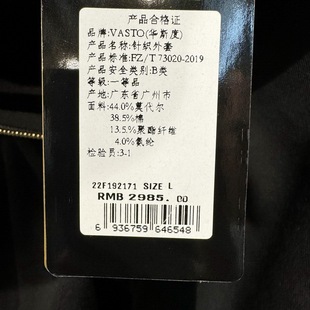 产品合格证
品牌:VASTO(华斯度)
产品名称:针织外套
产品标准:FZ/T 73020-2019
产品安全类别:B类
等级:一等品
产地:广东省广州市
面料:44.0%莫代尔
38.5%棉
13.5%聚酯纤维
4.0%氨纶
检验员:3-1
22F192171 SIZE L
RMB 2985.00
6 936759 646548